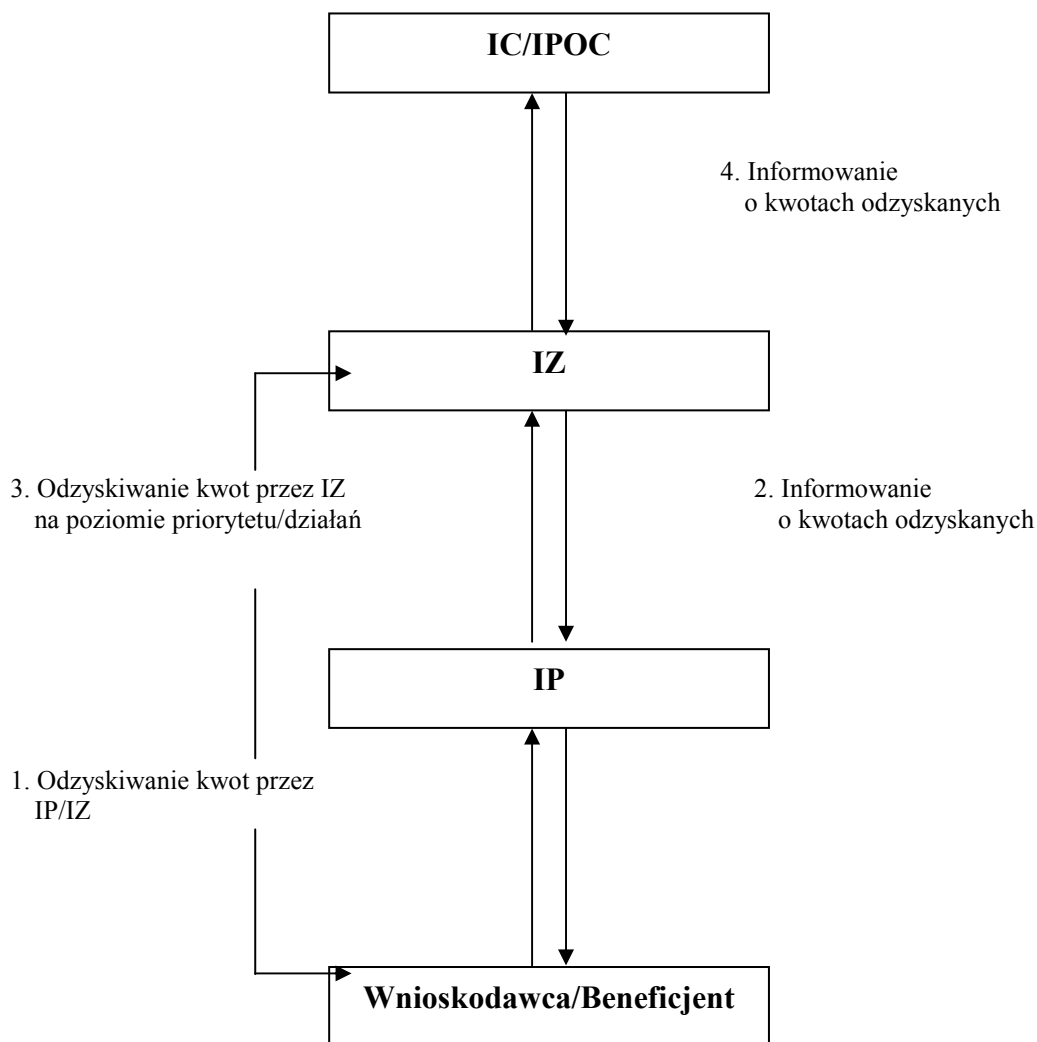 IC/IPOC
4. Informowanie
o kwotach odzyskanych
IZ
3. Odzyskiwanie kwot przez IZ
na poziomie priorytetu/działań
2. Informowanie
o kwotach odzyskanych
IP
1. Odzyskiwanie kwot przez
IP/IZ
Wnioskodawca/Beneficjent